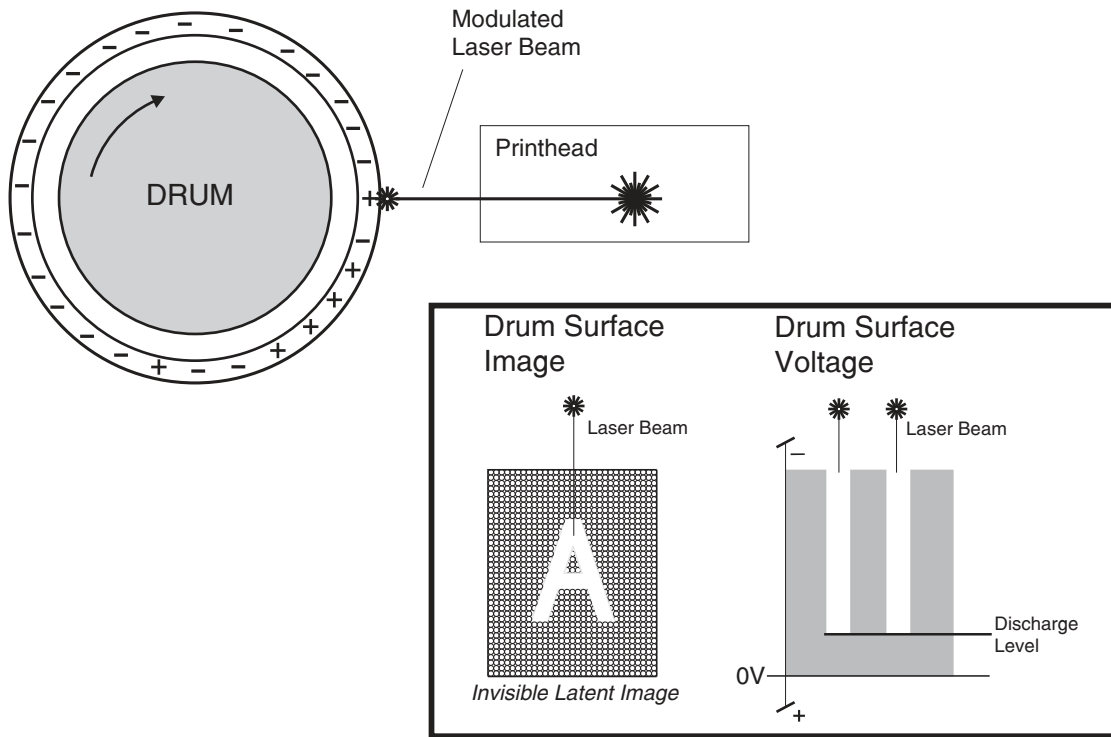 Modulated
Laser Beam
Printhead
DRUM
Drum Surface
Image
Drum Surface
Voltage
Laser Beam
Laser Beam
Discharge
Level
0V
Invisible Latent Image